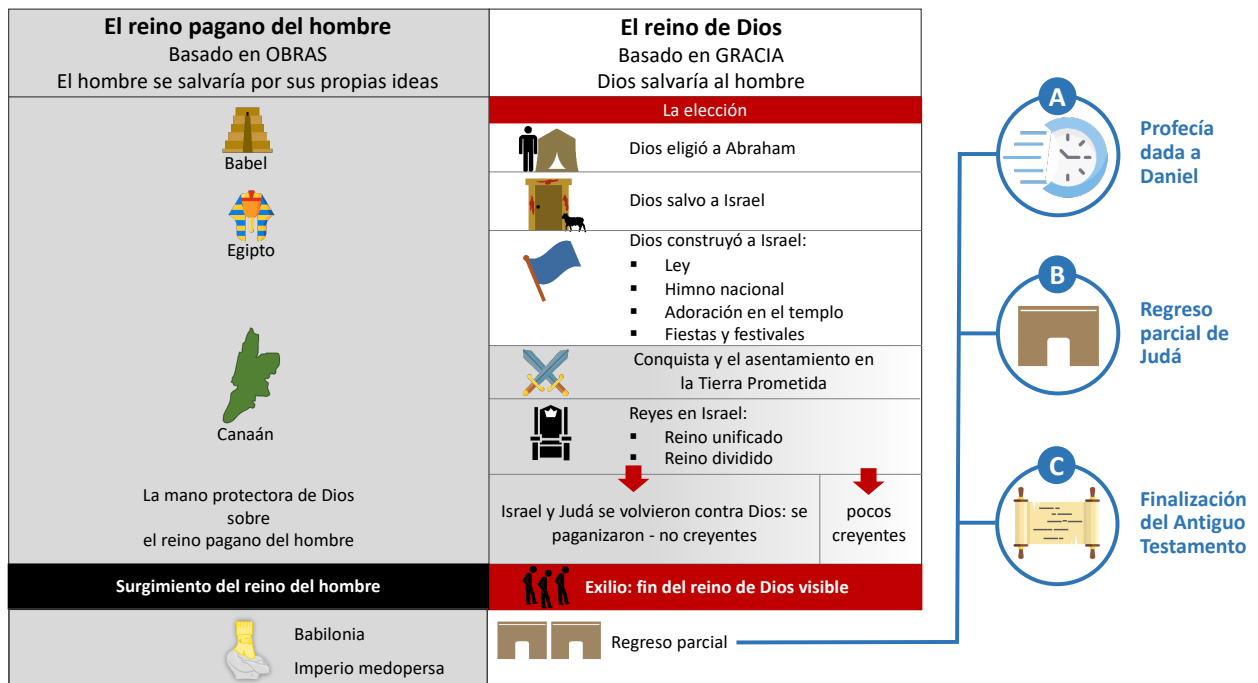 El reino pagano del hombre
Basado en OBRAS
El hombre se salvaría por sus propias ideas
El reino de Dios
Basado en GRACIA
Dios salvaría al hombre
Babel
Egipto
Canaán
La mano protectora de Dios
sobre
el reino pagano del hombre
La elección
Dios eligió a Abraham
Dios salvo a Israel
Dios construyó a Israel:
▪ Ley
▪ Himno nacional
▪ Adoración en el templo
▪ Fiestas y festivales
Conquista y el asentamiento en
la Tierra Prometida
Reyes en Israel:
▪ Reino unificado
▪ Reino dividido
Israel y Judá se volvieron contra Dios: se
paganizaron - no creyentes
pocos
creyentes
Surgimiento del reino del hombre
Exilio: fin del reino de Dios visible
Babilonia
Imperio medopersa
Regreso parcial
A
Profecía
dada a
Daniel
B
Regreso
parcial de
Judá
C
Finalización
del Antiguo
Testamento